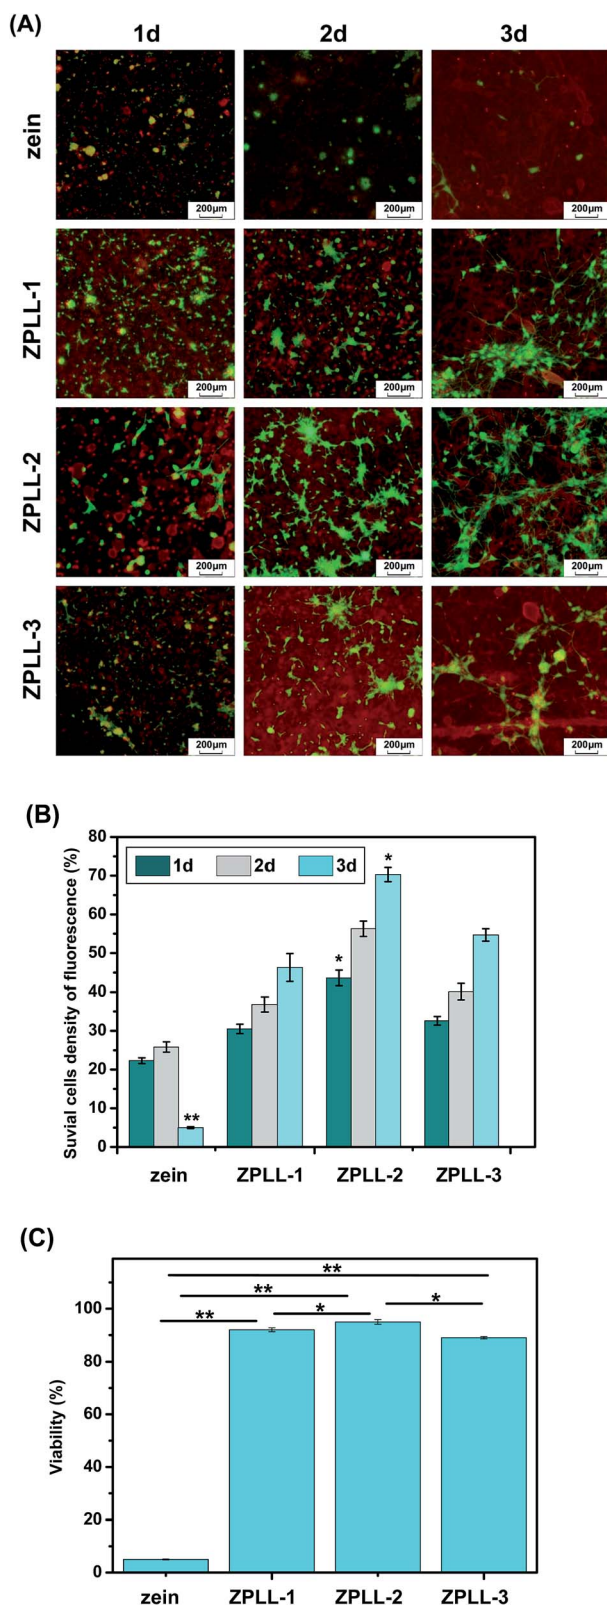 (A)
1d 2d 3d
zein
200μm 200μm 200μm
ZPLL-1
200μm 200μm 200μm
ZPLL-2
200μm 200μm 200μm
ZPLL-3
200μm 200μm 200μm
(B)
Suvial cells density of fluorescence (%)
80
70
60
50
40
30
20
10
0
1d 2d 3d
**
*
*
zein ZPLL-1 ZPLL-2 ZPLL-3
(C)
Viability (%)
100
80
60
40
20
0
**
**
**
*
*
zein ZPLL-1 ZPLL-2 ZPLL-3